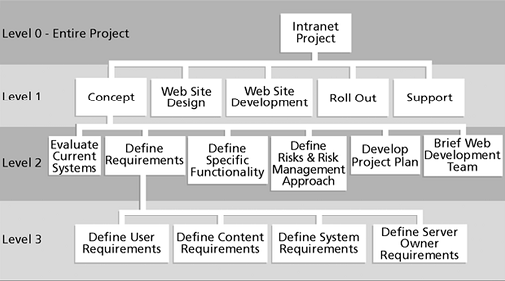 Level 0 - Entire Project
Intranet
Project
Level 1
Concept
Web Site
Design
Web Site
Development
Roll Out
Support
Level 2
Evaluate
Current
Systems
Define
Requirements
Define
Specific
Functionality
Define
Risks & Risk
Management
Approach
Develop
Project Plan
Brief Web
Development
Team
Level 3
Define User
Requirements
Define Content
Requirements
Define System
Requirements
Define Server
Owner
Requirements